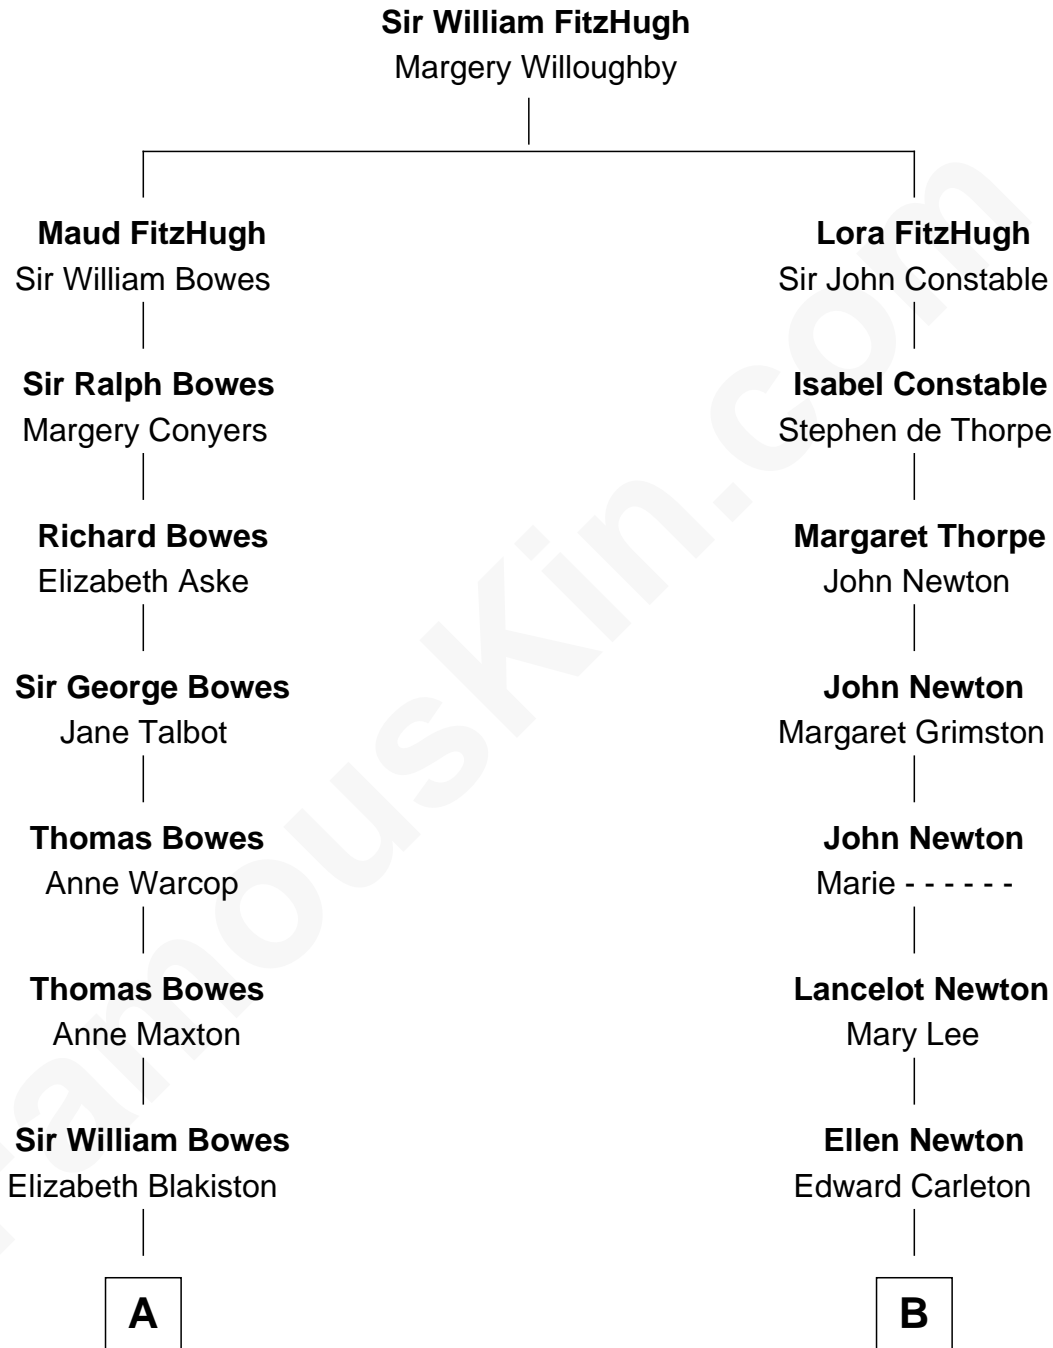 Sir William FitzHugh
Margery Willoughby
Maud FitzHugh
Sir William Bowes
Lora FitzHugh
Sir John Constable
Sir Ralph Bowes
Margery Conyers
Isabel Constable
Stephen de Thorpe
Richard Bowes
Elizabeth Aske
Margaret Thorpe
John Newton
Sir George Bowes
Jane Talbot
John Newton
Margaret Grimston
Thomas Bowes
Anne Warcop
John Newton
Marie - - - - - -
Thomas Bowes
Anne Maxton
Lancelot Newton
Mary Lee
Sir William Bowes
Elizabeth Blakiston
Ellen Newton
Edward Carleton
A
B
FamousKin.com